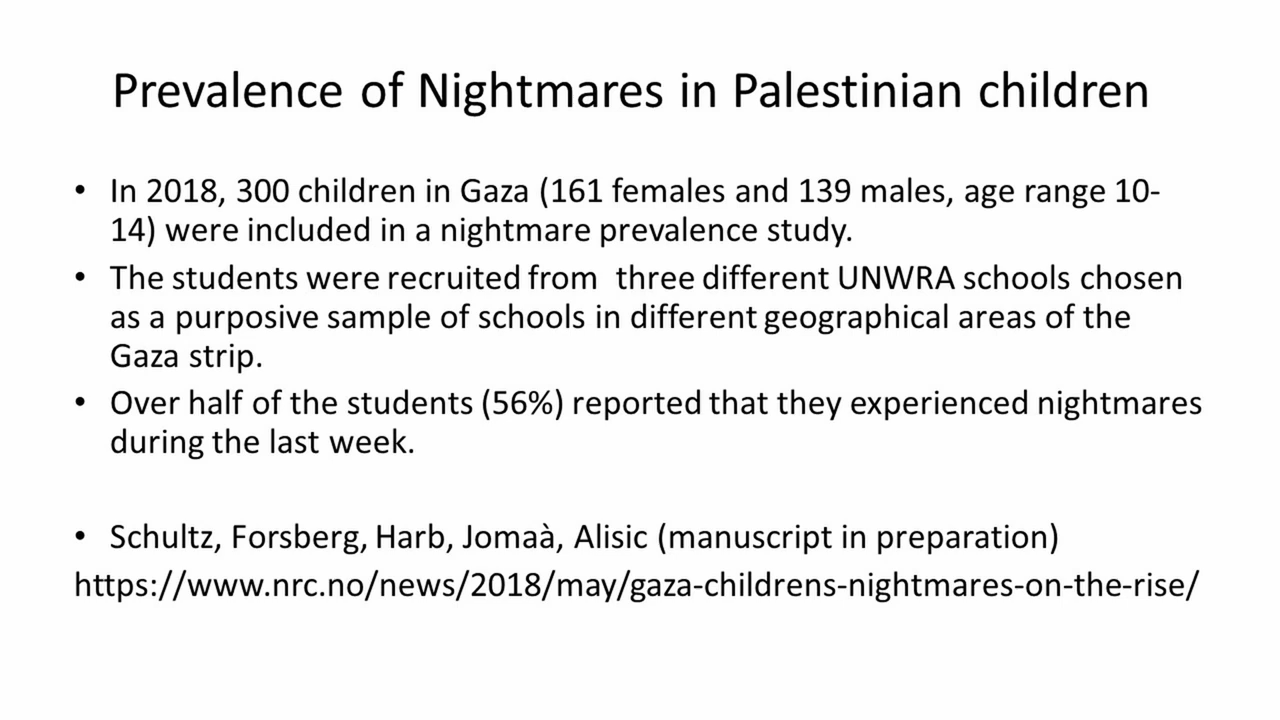 Prevalence of Nightmares in Palestinian children
• In 2018, 300 children in Gaza (161 females and 139 males, age range 10-
14) were included in a nightmare prevalence study.
• The students were recruited from  three different UNWRA schools chosen
as a purposive sample of schools in different geographical areas of the
Gaza strip.
• Over half of the students (56%) reported that they experienced nightmares
during the last week.
• Schultz, Forsberg, Harb, Jomaà, Alisic (manuscript in preparation)
https://www.nrc.no/news/2018/may/gaza-childrens-nightmares-on-the-rise/